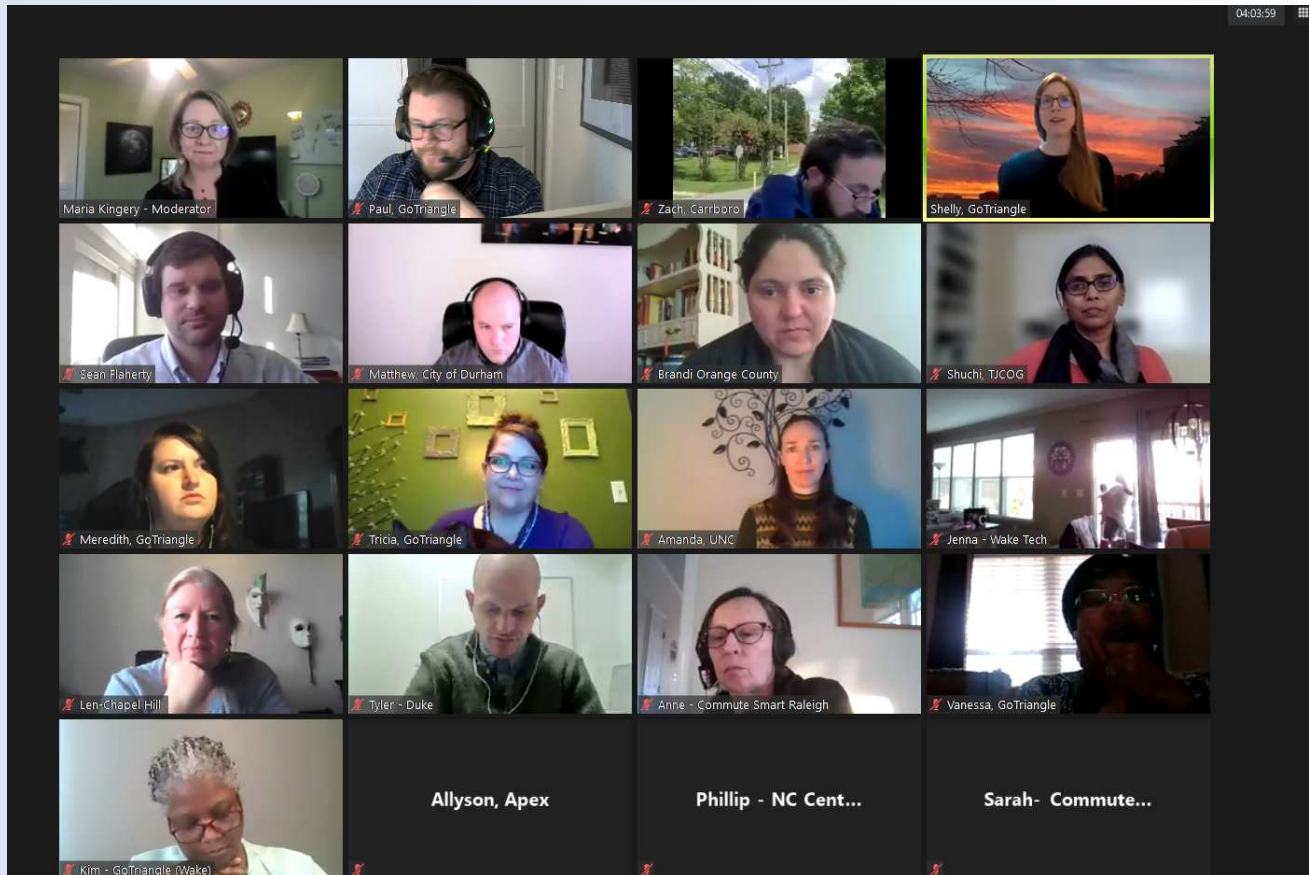 04:03:59
Maria Kingery - Moderator
Paul, GoTriangle
Zach, Carrboro
Shelly, GoTriangle
Sean Flaherty
Matthew, City of Durham
Brandi Orange County
Shuchi, TJCOG
Meredith, GoTriangle
Tricia, GoTriangle
Amanda, UNC
Jenna - Wake Tech
Len-Chapel Hill
Tyler - Duke
Anne - Commute Smart Raleigh
Vanessa, GoTriangle
Kim - GoTriangle (Wake)
Allyson, Apex
Phillip - NC Cent...
Sarah- Commute...